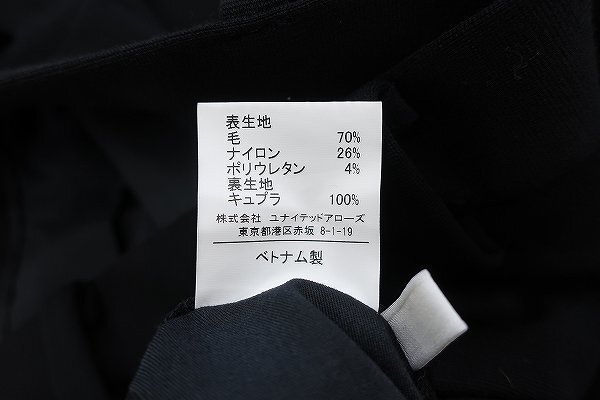 表生地
毛 70%
ナイロン 26%
ポリウレタン 4%
裏生地
キュプラ 100%
株式会社 ユナイテッドアローズ
東京都港区赤坂 8-1-19
ベトナム製